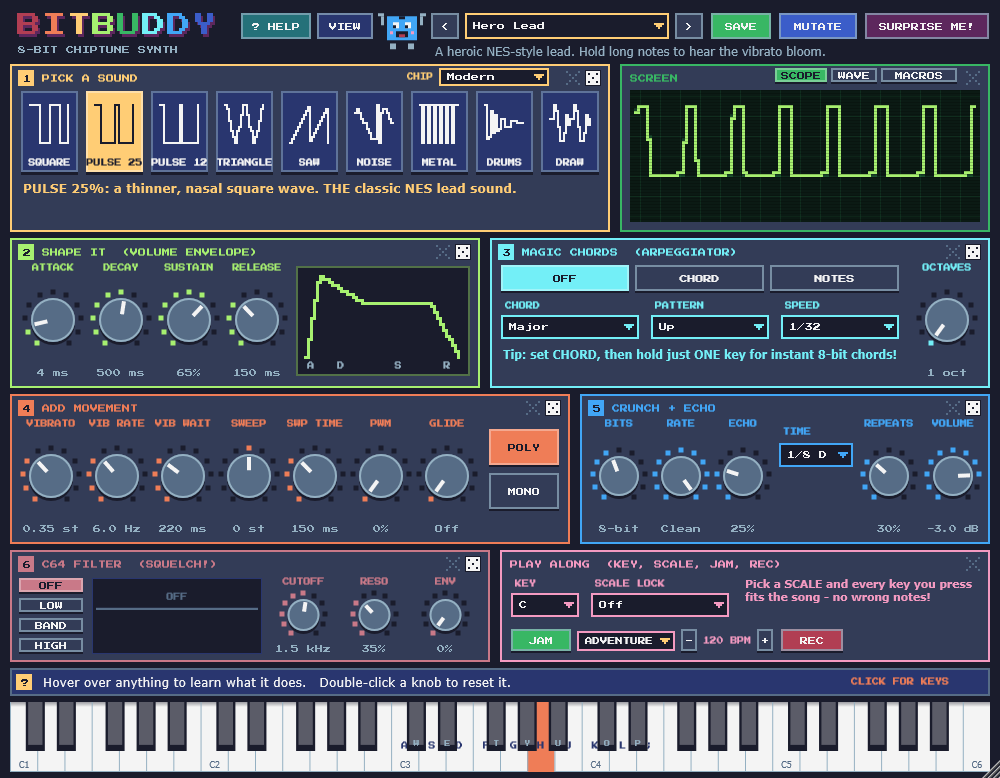 BITBUDDY
8-BIT CHIPTUNE SYNTH
? HELP
VIEW
<
Hero Lead
>
SAVE
MUTATE
SURPRISE ME!
A heroic NES-style lead. Hold long notes to hear the vibrato bloom.
1 PICK A SOUND
CHIP Modern
SQUARE PULSE 25 PULSE 12 TRIANGLE SAW NOISE METAL DRUMS DRAW
PULSE 25%: a thinner, nasal square wave. THE classic NES lead sound.
SCREEN
SCOPE WAVE MACROS
2 SHAPE IT (VOLUME ENVELOPE)
ATTACK DECAY SUSTAIN RELEASE
4 ms 500 ms 65% 150 ms
A D S R
3 MAGIC CHORDS (ARPEGGIATOR)
OFF CHORD NOTES
OCTAVES
CHORD PATTERN SPEED
Major Up 1/32
Tip: set CHORD, then hold just ONE key for instant 8-bit chords!
1 oct
4 ADD MOVEMENT
VIBRATO VIB RATE VIB WAIT SWEEP SWP TIME PWM GLIDE
POLY
MONO
0.35 st 6.0 Hz 220 ms 0 st 150 ms 0% Off
5 CRUNCH + ECHO
BITS RATE ECHO TIME REPEATS VOLUME
1/8 D
8-bit Clean 25% 30% -3.0 dB
6 C64 FILTER (SQUELCH!)
OFF
LOW
BAND
HIGH
OFF
CUTOFF RESO ENV
1.5 kHz 35% 0%
PLAY ALONG (KEY, SCALE, JAM, REC)
KEY SCALE LOCK
C Off
Pick a SCALE and every key you press
fits the song - no wrong notes!
JAM ADVENTURE - 120 BPM + REC
? Hover over anything to learn what it does. Double-click a knob to reset it.
CLICK FOR KEYS
A W S E D F T G Y H U J K O L P ;
C1 C2 C3 C4 C5 C6